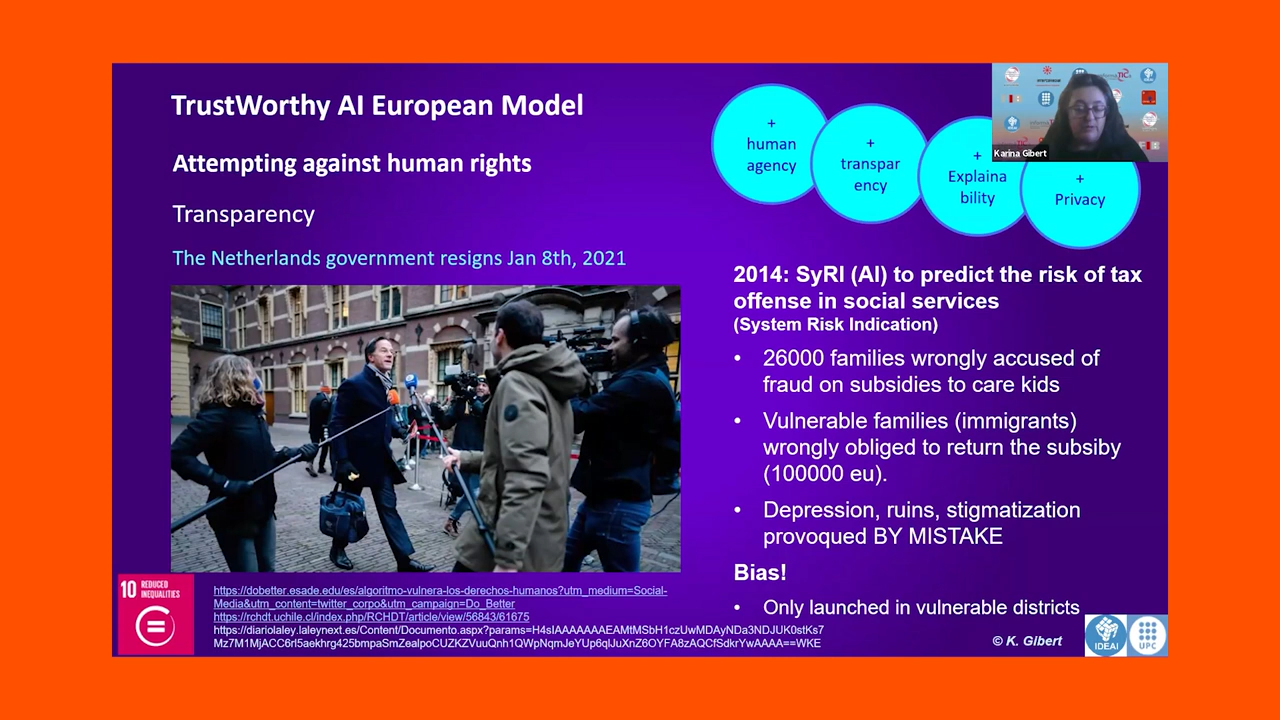 TrustWorthy AI European Model
Attempting against human rights
Transparency
The Netherlands government resigns Jan 8th, 2021
+
human
agency
+
transpar
ency
+
Explaina
bility
+
Privacy
Karina Gibert
2014: SyRI (AI) to predict the risk of tax
offense in social services
(System Risk Indication)
• 26000 families wrongly accused of
fraud on subsidies to care kids
• Vulnerable families (immigrants)
wrongly obliged to return the subsiby
(100000 eu).
• Depression, ruins, stigmatization
provoqued BY MISTAKE
Bias!
• Only launched in vulnerable districts
10 REDUCED
INEQUALITIES
https://dobetter.esade.edu/es/algoritmo-vulnera-los-derechos-humanos?utm_medium=Social-
Media&utm_content=twitter_corpo&utm_campaign=Do_Better
https://rchdt.uchile.cl/index.php/RCHDT/article/view/56843/61675
© K. Gibert
IDEAI
UPC